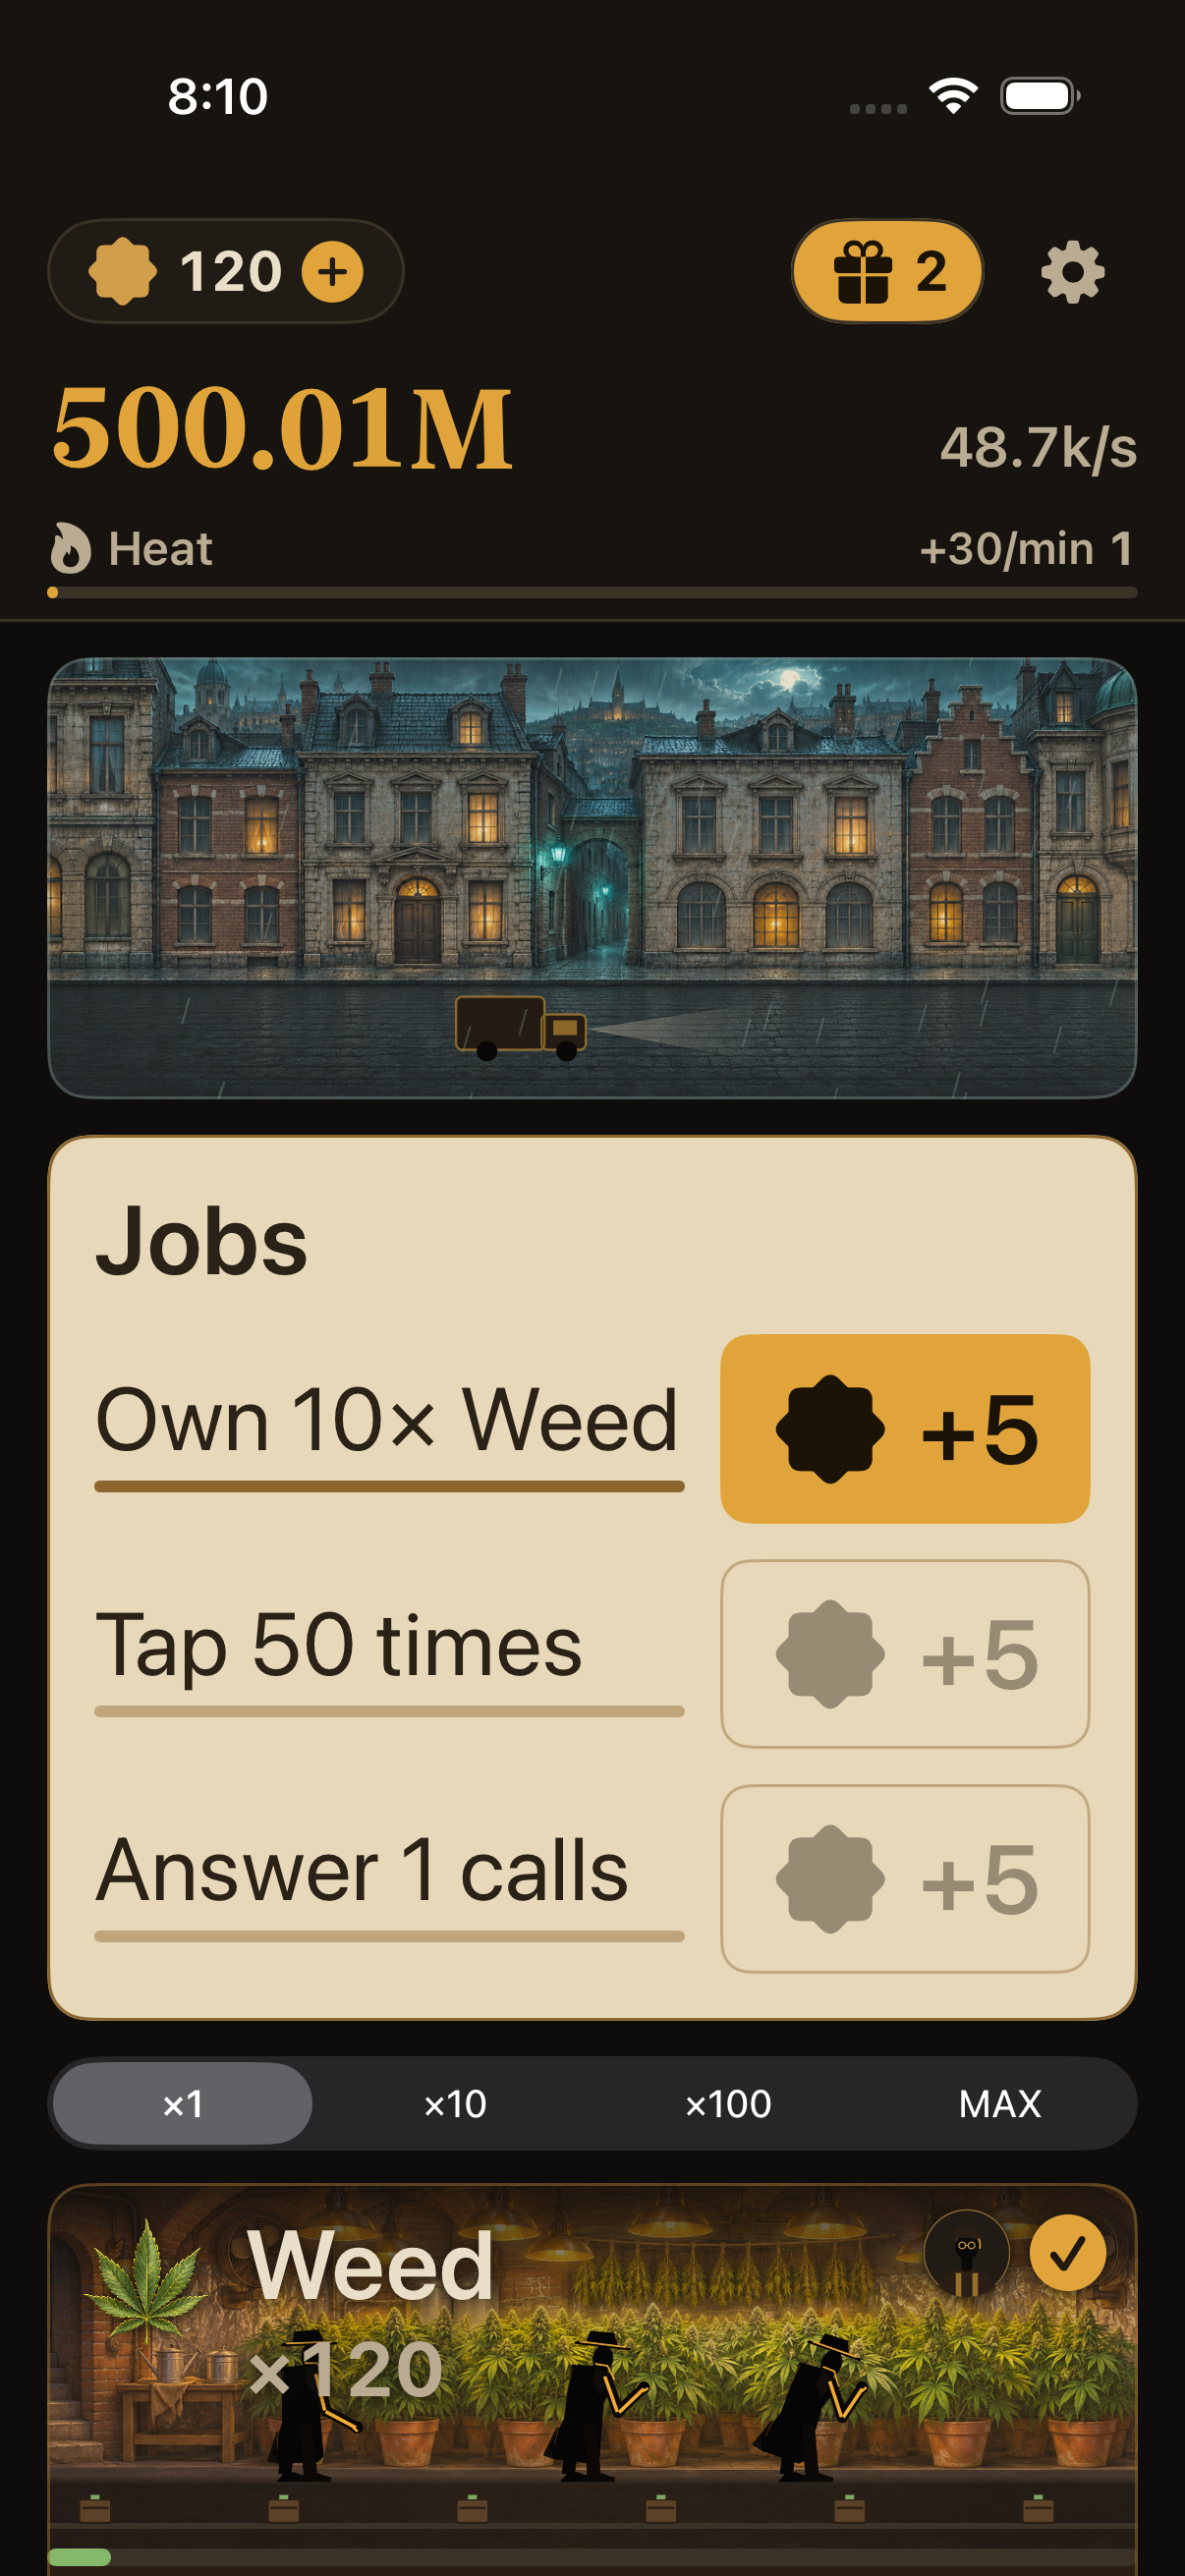 8:10
120
2
500.01M
48.7k/s
Heat
+30/min 1
Jobs
Own 10× Weed
+5
Tap 50 times
+5
Answer 1 calls
+5
×1
×10
×100
MAX
Weed
×120